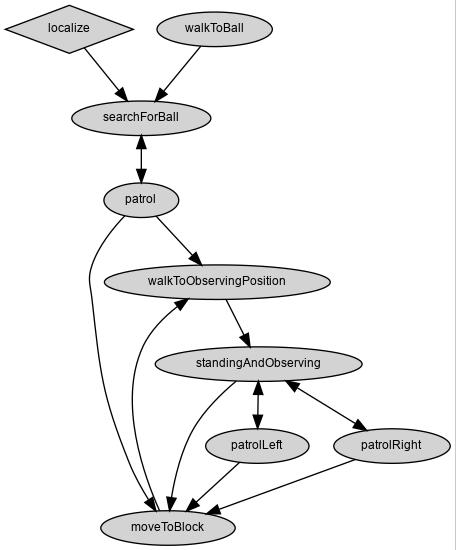 localize
walkToBall
searchForBall
patrol
walkToObservingPosition
standingAndObserving
patrolLeft
patrolRight
moveToBlock